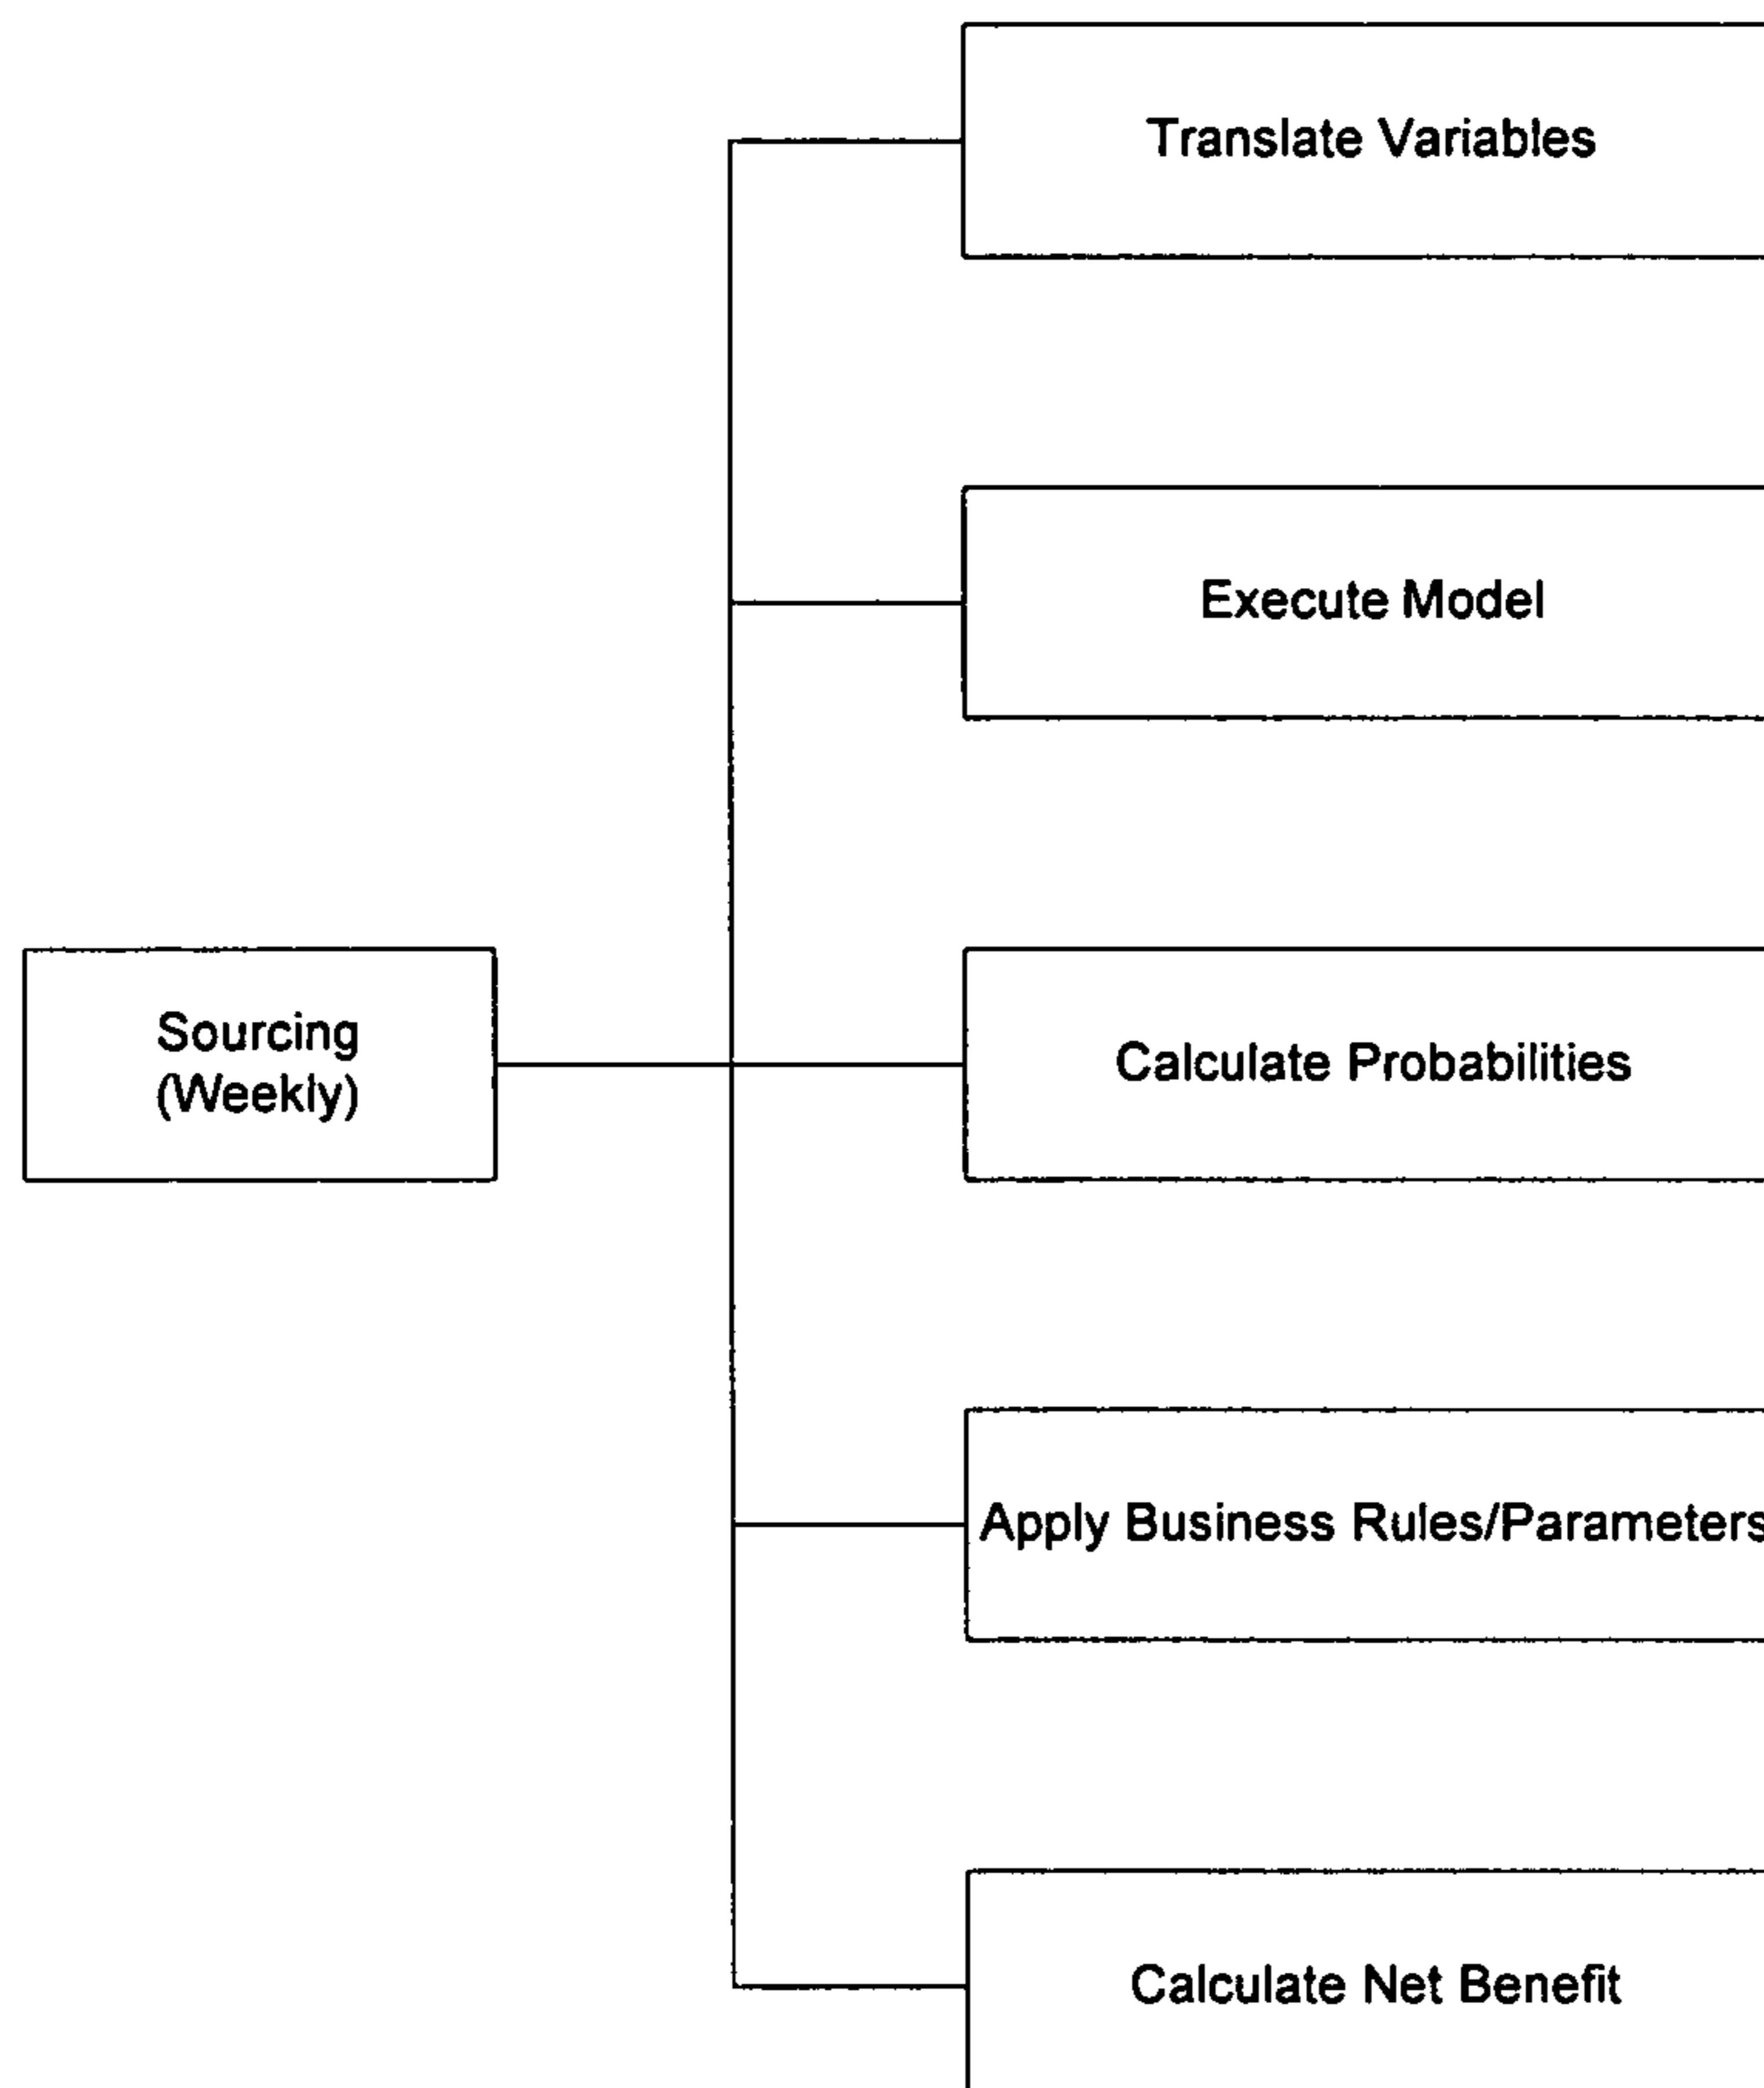 Translate Variables
Execute Model
Sourcing
(Weekly)
Calculate Probabilities
Apply Business Rules/Parameters
Calculate Net Benefit